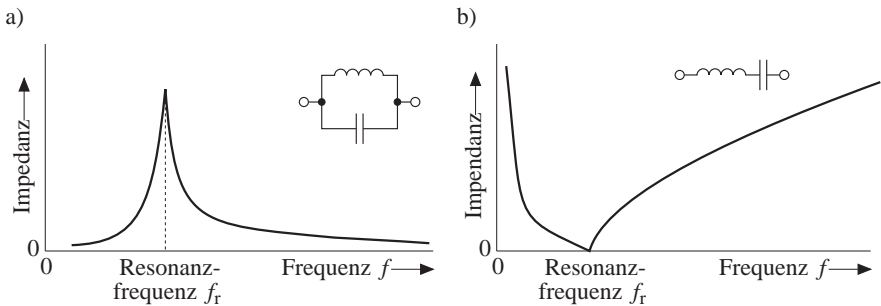 a)
Impedanz
0
0
Resonanz-
frequenz fr
Frequenz f
b)
Impendanz
0
0
Resonanz-
frequenz fr
Frequenz f